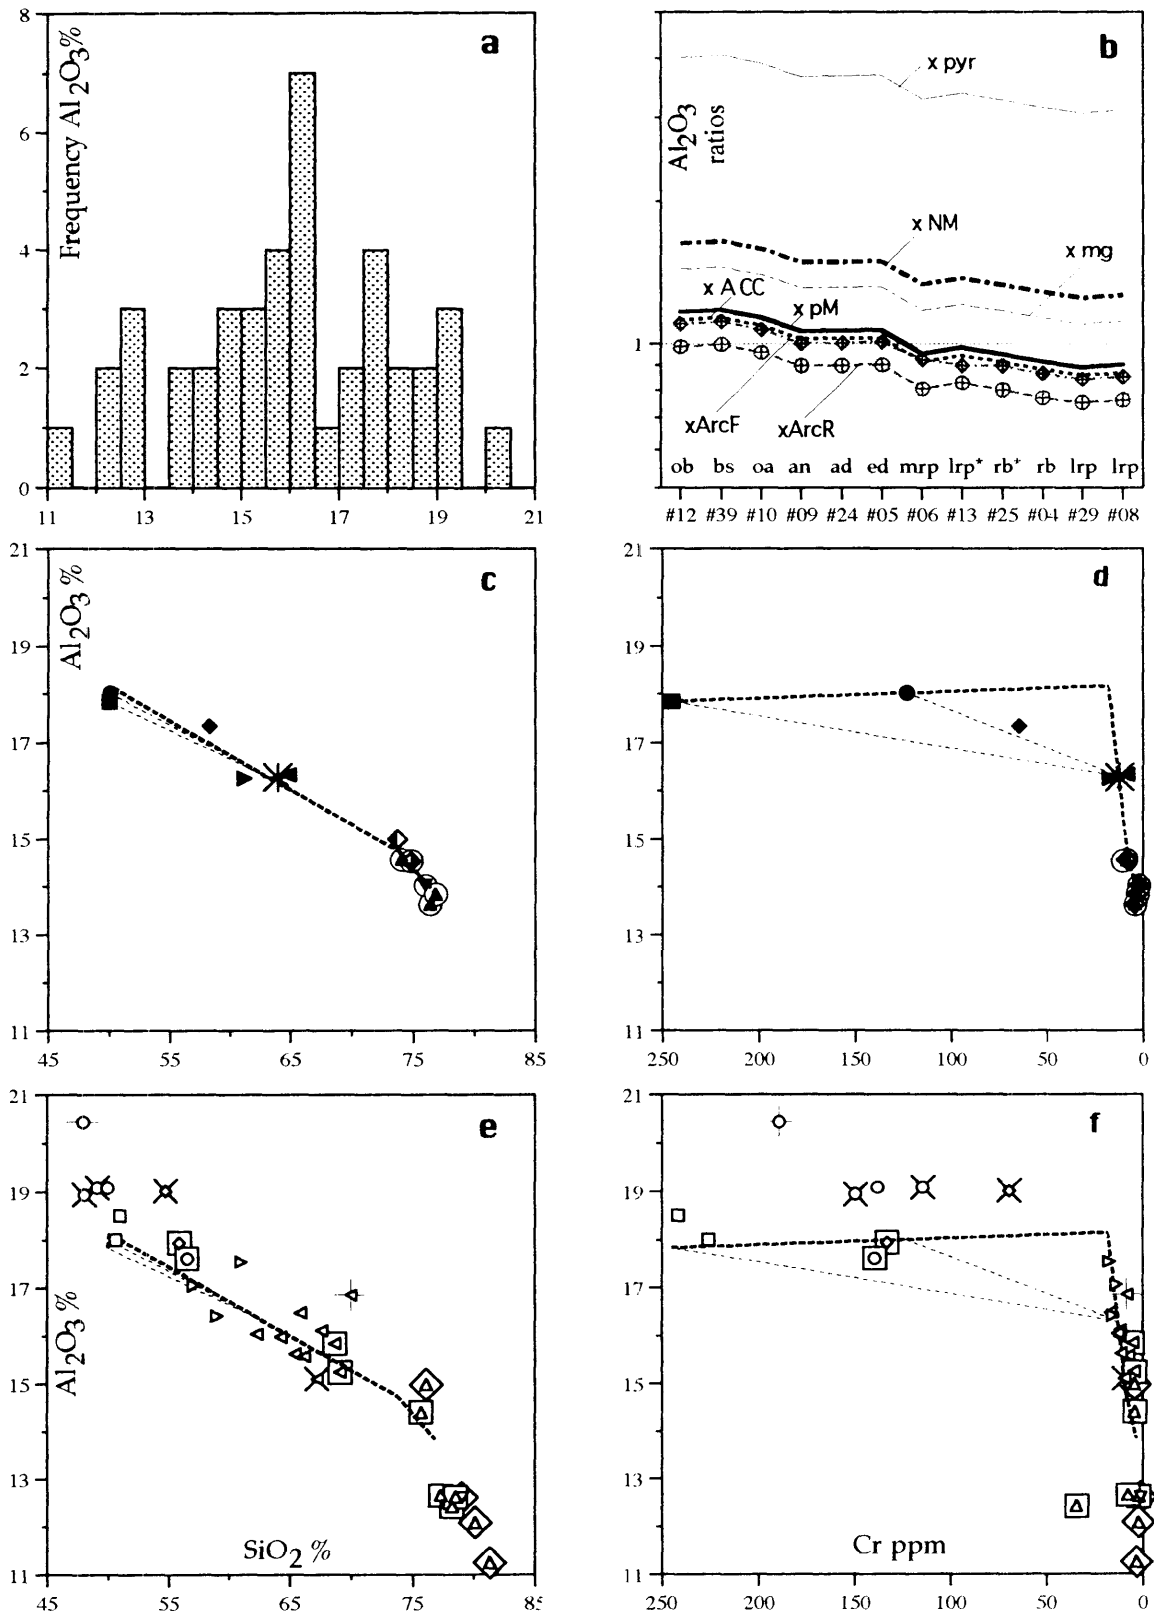 a
Frequency Al2O3%
8
6
4
2
0
11 13 15 17 19 21
b
Al2O3
ratios
x pyr
x NM
x mg
x ACC
x pM
1
xArcF
xArcR
ob bs oa an ad ed mrp lrp* rb* rb lrp lrp
#12 #39 #10 #09 #24 #05 #06 #13 #25 #04 #29 #08
c
Al2O3 %
21
19
17
15
13
11
45 55 65 75 85
d
21
19
17
15
13
11
250 200 150 100 50 0
e
Al2O3 %
21
19
17
15
13
11
SiO2 %
45 55 65 75 85
f
21
19
17
15
13
11
Cr ppm
250 200 150 100 50 0